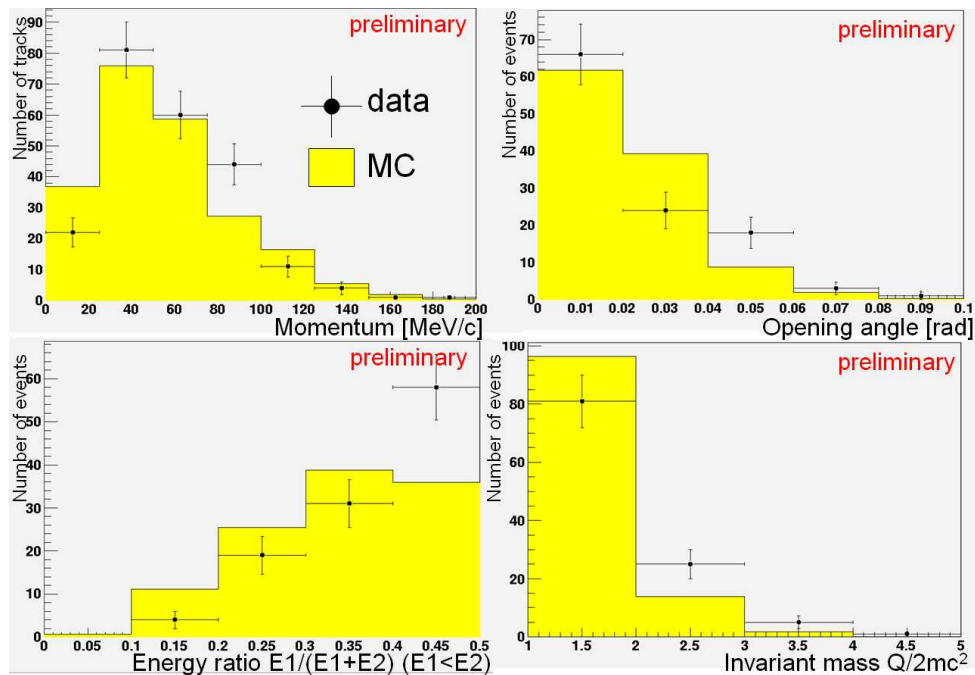 preliminary
Number of tracks
90
80
70
60
50
40
30
20
10
0
data
MC
0 20 40 60 80 100 120 140 160 180 200
Momentum [MeV/c]
preliminary
Number of events
70
60
50
40
30
20
10
0
0 0.01 0.02 0.03 0.04 0.05 0.06 0.07 0.08 0.09 0.1
Opening angle [rad]
preliminary
Number of events
60
50
40
30
20
10
0
0 0.05 0.1 0.15 0.2 0.25 0.3 0.35 0.4 0.45 0.5
Energy ratio E1/(E1+E2) (E1<E2)
preliminary
Number of events
100
80
60
40
20
0
1 1.5 2 2.5 3 3.5 4 4.5 5
Invariant mass Q/2mc²